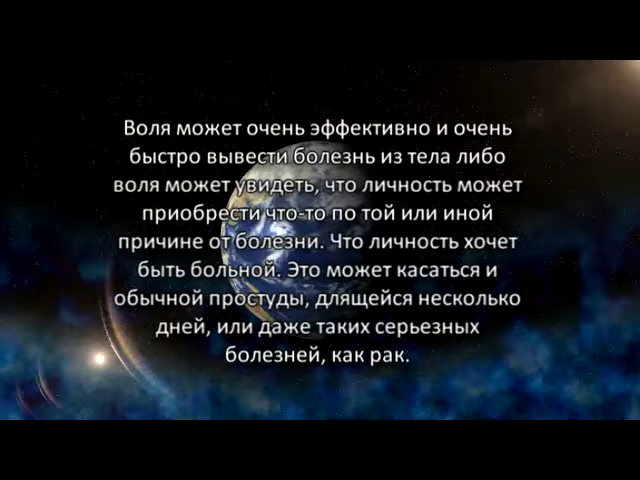 Воля может очень эффективно и очень
быстро вывести болезнь из тела либо
воля может увидеть, что личность может
приобрести что-то по той или иной
причине от болезни. Что личность хочет
быть больной. Это может касаться и
обычной простуды, длящейся несколько
дней, или даже таких серьезных
болезней, как рак.